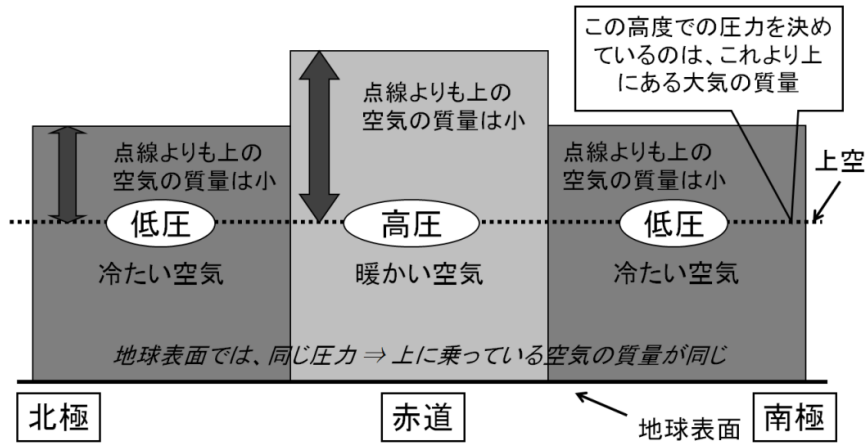 この高度での圧力を決め
ているのは、これより上
にある大気の質量
点線よりも上の
空気の質量は小
点線よりも上の
空気の質量は小
点線よりも上の
空気の質量は小
上空
低圧
高圧
低圧
冷たい空気
暖かい空気
冷たい空気
地球表面では、同じ圧力 ⇒ 上に乗っている空気の質量が同じ
北極
赤道
地球表面
南極